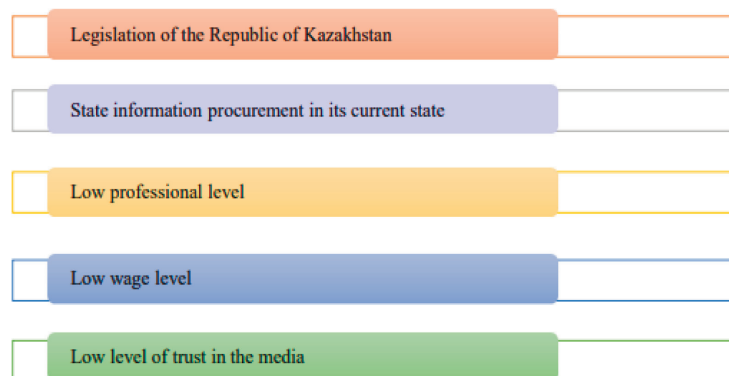 Legislation of the Republic of Kazakhstan
State information procurement in its current state
Low professional level
Low wage level
Low level of trust in the media